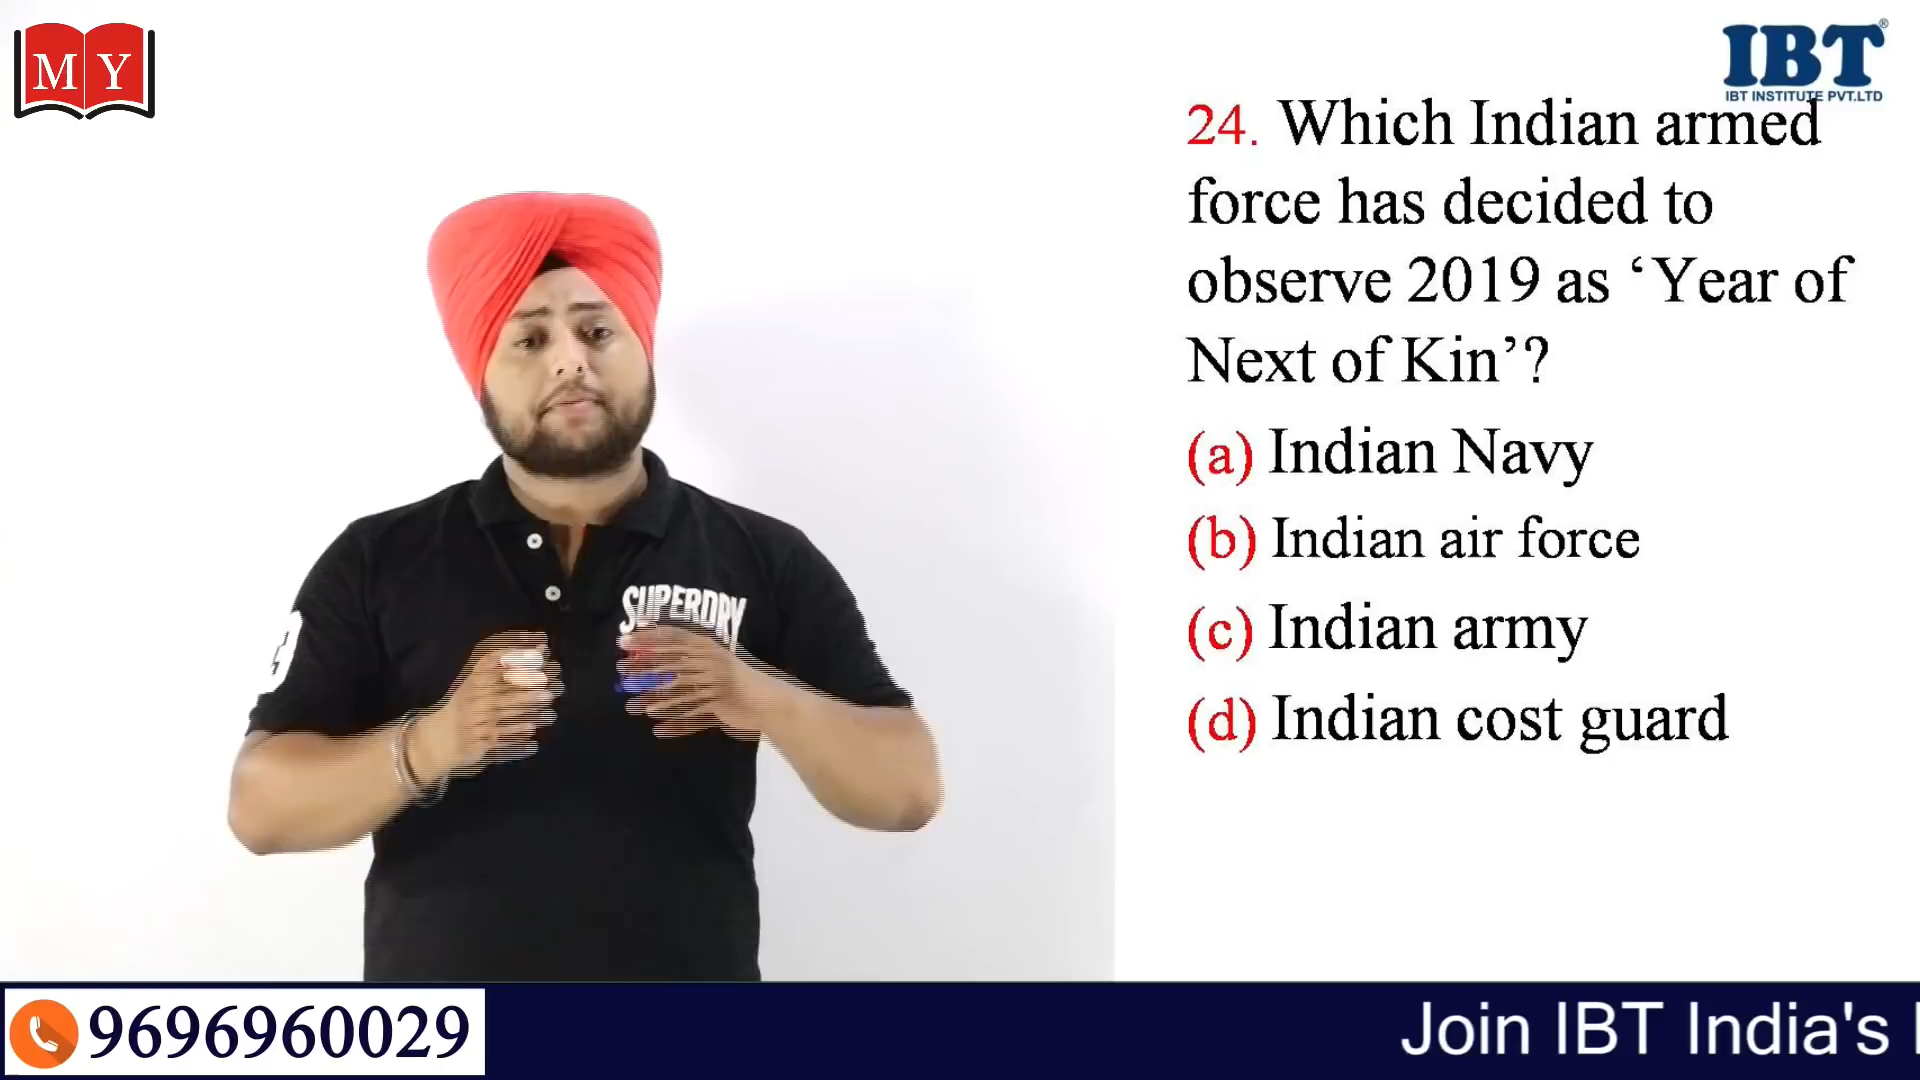 M Y
IBT
IBT INSTITUTE PVT.LTD
24. Which Indian armed
force has decided to
observe 2019 as ‘Year of
Next of Kin’?
(a) Indian Navy
(b) Indian air force
(c) Indian army
(d) Indian cost guard
SUPERDRY
9696960029
Join IBT India's